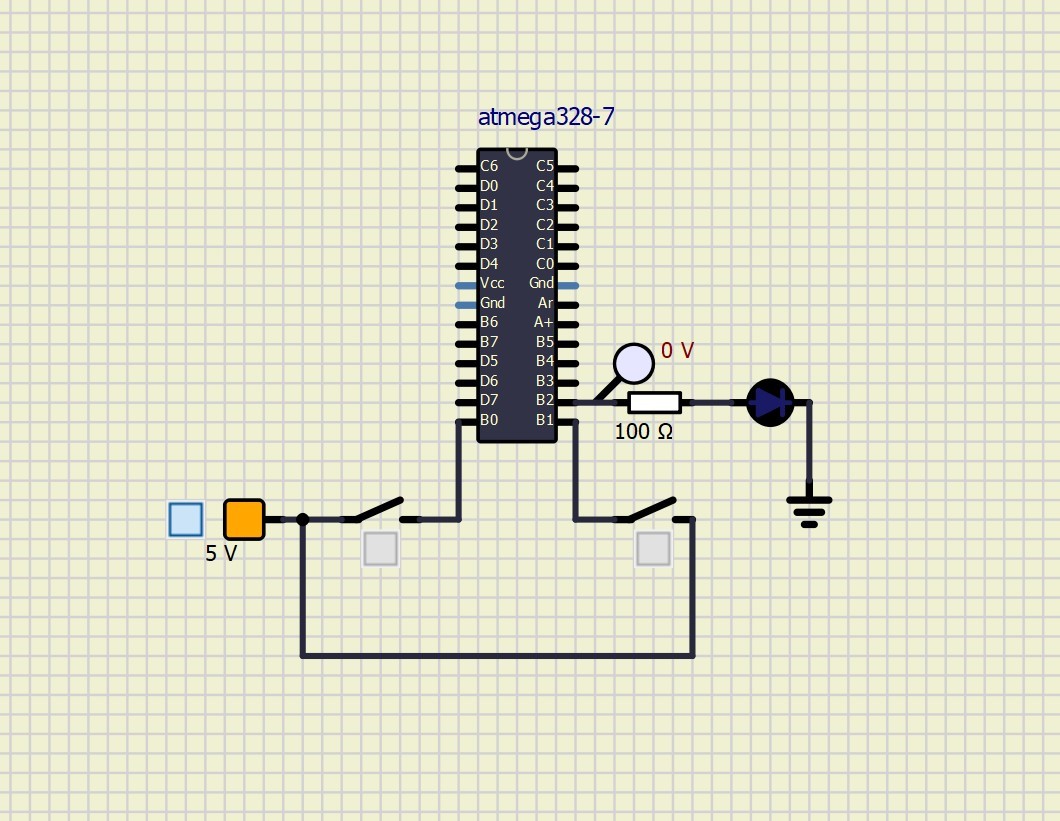 atmega328-7
C6 C5
D0 C4
D1 C3
D2 C2
D3 C1
D4 C0
Vcc Gnd
Gnd Ar
B6 A+
B7 B5
D5 B4
D6 B3
D7 B2
B0 B1
0 V
100 Ω
5 V